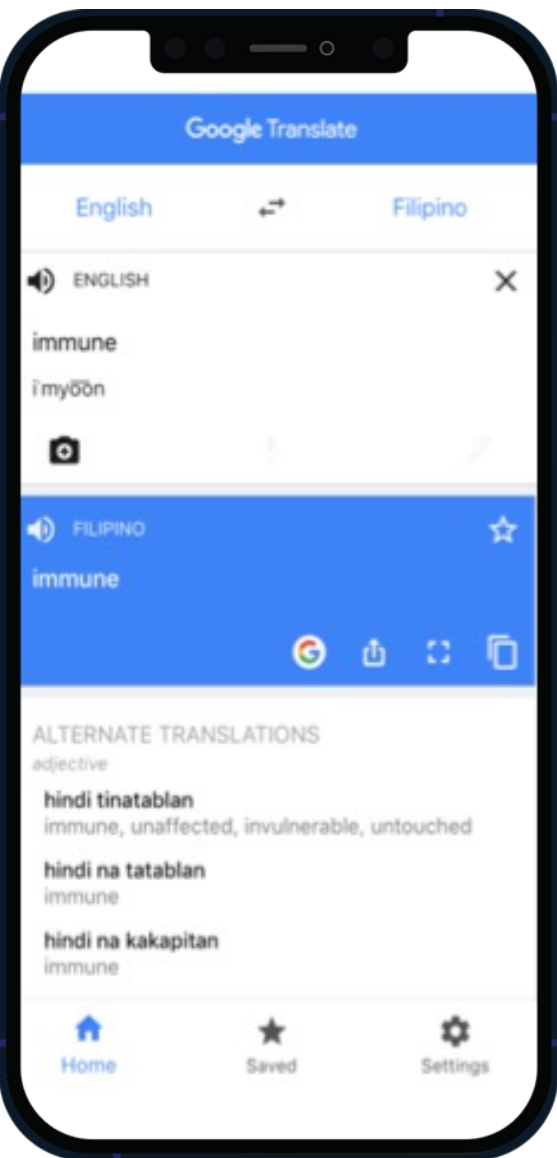 Google Translate
English
Filipino
ENGLISH
immune
i'myo͞on
FILIPINO
immune
ALTERNATE TRANSLATIONS
adjective
hindi tinatablan
immune, unaffected, invulnerable, untouched
hindi na tatablan
immune
hindi na kakapitan
immune
Home
Saved
Settings